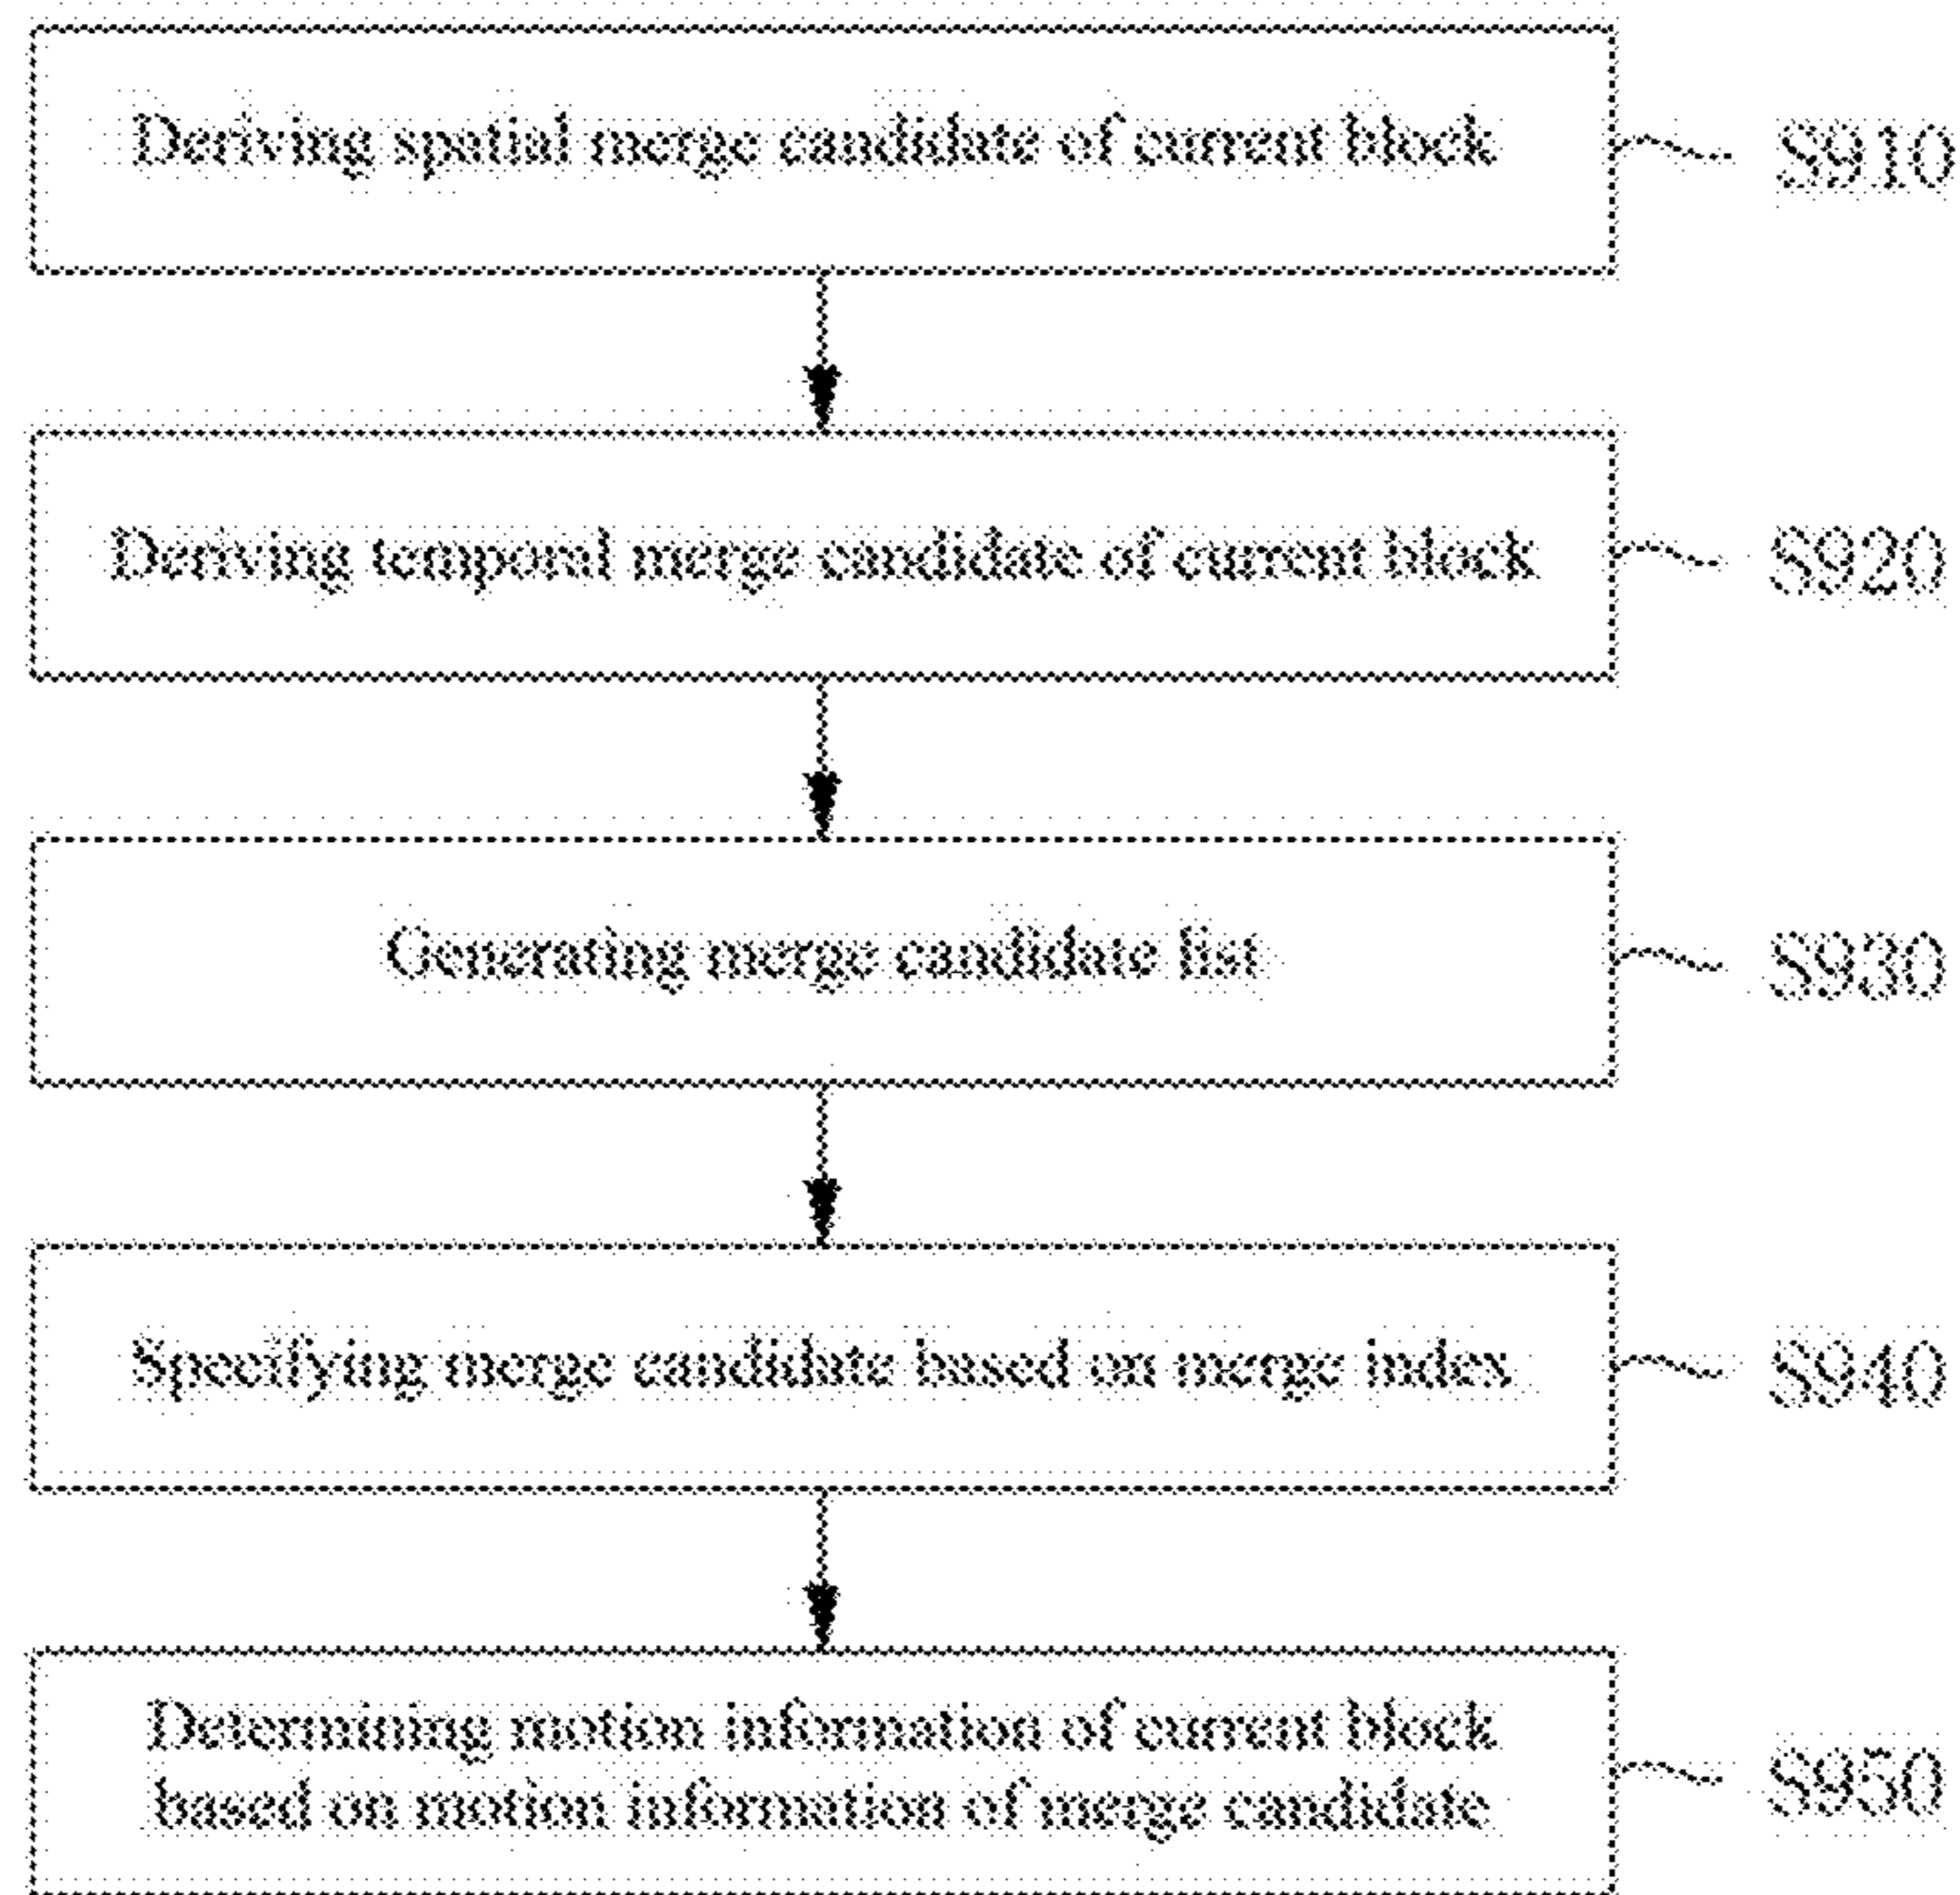 Deriving spatial merge candidate of current block
S910
Deriving temporal merge candidate of current block
S920
Generating merge candidate list
S930
Specifying merge candidate based on merge index
S940
Determining motion information of current block
based on motion information of merge candidate
S950